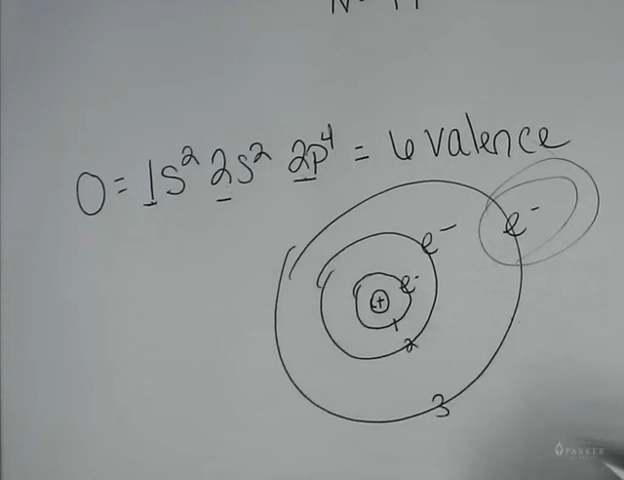 O = 1s² 2s² 2p⁴ = 6 valence
e⁻
e⁻
e⁻
+
1
2
3
PARKER